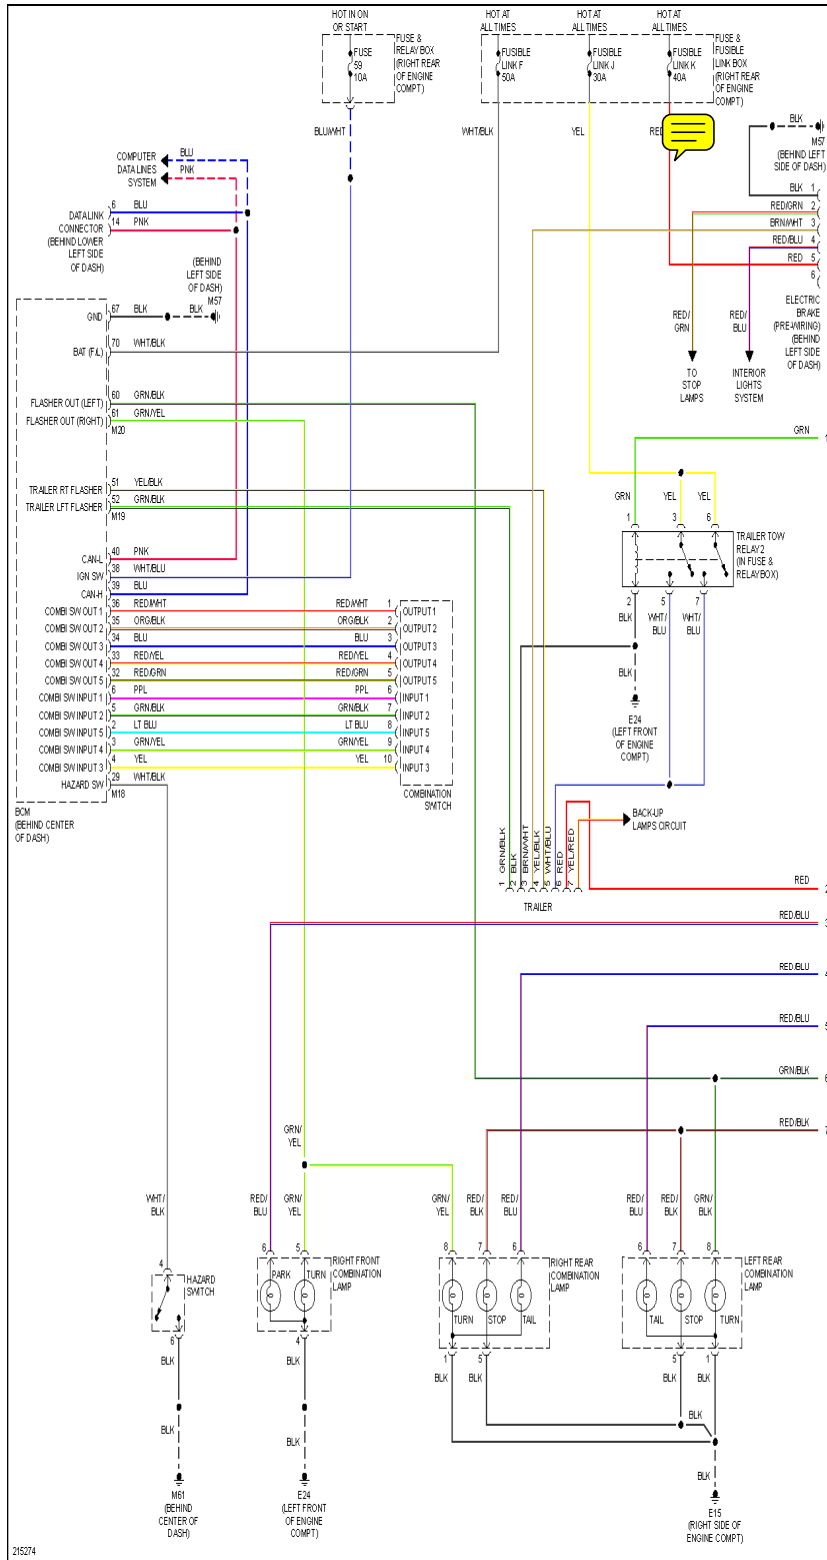 HOT IN ON
OR START
HOT AT
ALL TIMES
HOT AT
ALL TIMES
HOT AT
ALL TIMES
FUSE
59
10A
FUSE &
RELAY BOX
(RIGHT REAR
OF ENGINE
COMPT)
FUSIBLE
LINK F
50A
FUSIBLE
LINK J
30A
FUSIBLE
LINK K
40A
FUSE &
FUSIBLE
LINK BOX
(RIGHT REAR
OF ENGINE
COMPT)
BLU/WHT
WHT/BLK
YEL
RED
BLK
M57
(BEHIND LEFT
SIDE OF DASH)
COMPUTER
DATA LINES
SYSTEM
BLU
PNK
DATA LINK
CONNECTOR
(BEHIND LOWER
LEFT SIDE
OF DASH)
6 BLU
14 PNK
BLK 1
RED/GRN 2
BRN/WHT 3
RED/BLU 4
RED 5
6
ELECTRIC
BRAKE
(PRE-WIRING)
(BEHIND
LEFT SIDE
OF DASH)
RED/
GRN
RED/
BLU
TO
STOP
LAMPS
INTERIOR
LIGHTS
SYSTEM
(BEHIND
LEFT SIDE
OF DASH)
M57
GND 67 BLK BLK
BAT (F/L) 70 WHT/BLK
FLASHER OUT (LEFT) 60 GRN/BLK
FLASHER OUT (RIGHT) 61 GRN/YEL
M20
TRAILER RT FLASHER 51 YEL/BLK
TRAILER LFT FLASHER 52 GRN/BLK
M19
CAN-L 40 PNK
IGN SW 38 WHT/BLU
CAN-H 39 BLU
COMBI SW OUT 1 36 RED/WHT RED/WHT 1 OUTPUT 1
COMBI SW OUT 2 35 ORG/BLK ORG/BLK 2 OUTPUT 2
COMBI SW OUT 3 34 BLU BLU 3 OUTPUT 3
COMBI SW OUT 4 33 RED/YEL RED/YEL 4 OUTPUT 4
COMBI SW OUT 5 32 RED/GRN RED/GRN 5 OUTPUT 5
COMBI SW INPUT 1 6 PPL PPL 6 INPUT 1
COMBI SW INPUT 2 5 GRN/BLK GRN/BLK 7 INPUT 2
COMBI SW INPUT 5 2 LT BLU LT BLU 8 INPUT 5
COMBI SW INPUT 4 3 GRN/YEL GRN/YEL 9 INPUT 4
COMBI SW INPUT 3 4 YEL YEL 10 INPUT 3
HAZARD SW 29 WHT/BLK
M18
BCM
(BEHIND CENTER
OF DASH)
COMBINATION
SWITCH
GRN 1
GRN YEL YEL
1 3 6
TRAILER TOW
RELAY 2
(IN FUSE &
RELAY BOX)
2 5 7
BLK
WHT/
BLU
WHT/
BLU
BLK
E24
(LEFT FRONT
OF ENGINE
COMPT)
BACK-UP
LAMPS CIRCUIT
1 GRN/BLK
2 BLK
3 BRN/WHT
4 YEL/BLK
5 WHT/BLU
6 RED
7 YEL/RED
TRAILER
RED 2
RED/BLU 3
RED/BLU 4
RED/BLU 5
GRN/BLK 6
RED/BLK 7
GRN/
YEL
WHT/
BLK
RED/
BLU
GRN/
YEL
GRN/
YEL
RED/
BLK
RED/
BLU
RED/
BLU
RED/
BLK
GRN/
BLK
4
HAZARD
SWITCH
6
6 5
PARK TURN
RIGHT FRONT
COMBINATION
LAMP
4
8 7 6
TURN STOP TAIL
RIGHT REAR
COMBINATION
LAMP
1 5
6 7 8
TAIL STOP TURN
LEFT REAR
COMBINATION
LAMP
5 1
BLK
BLK
BLK
BLK
BLK
BLK
BLK
BLK
BLK
BLK
M61
(BEHIND
CENTER OF
DASH)
E24
(LEFT FRONT
OF ENGINE
COMPT)
E15
(RIGHT SIDE OF
ENGINE COMPT)
215274